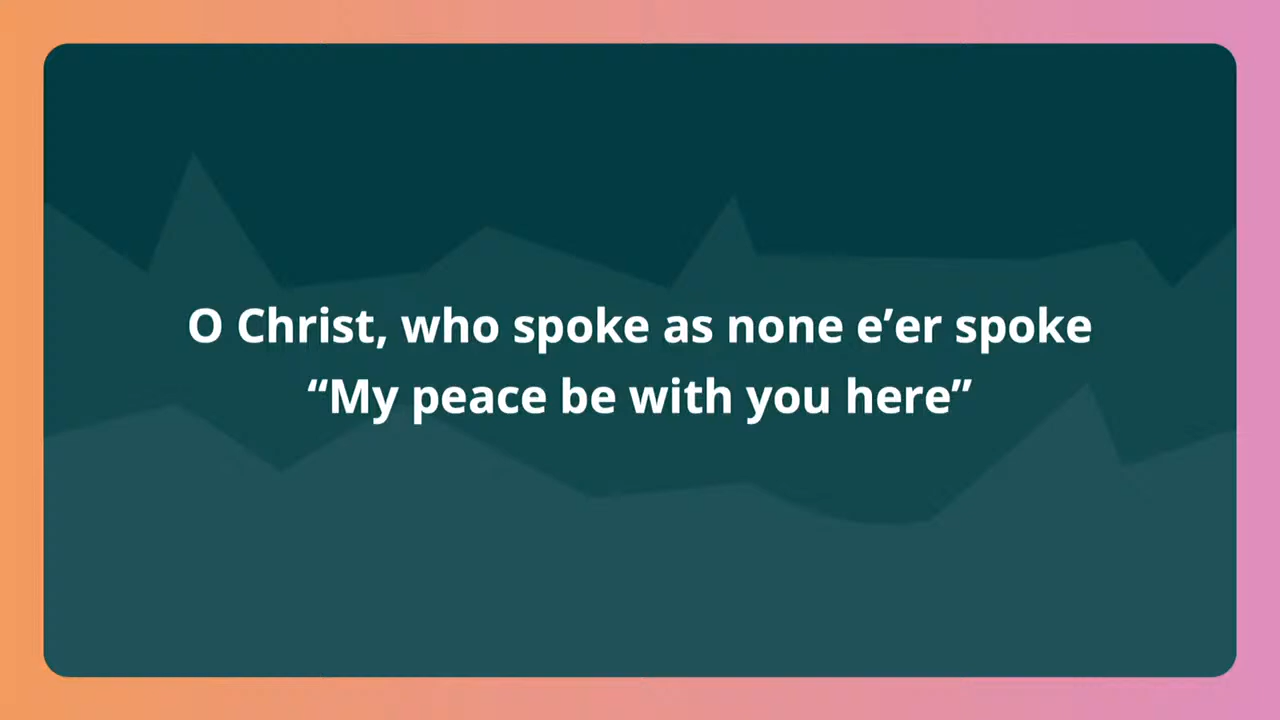 O Christ, who spoke as none e’er spoke
“My peace be with you here”